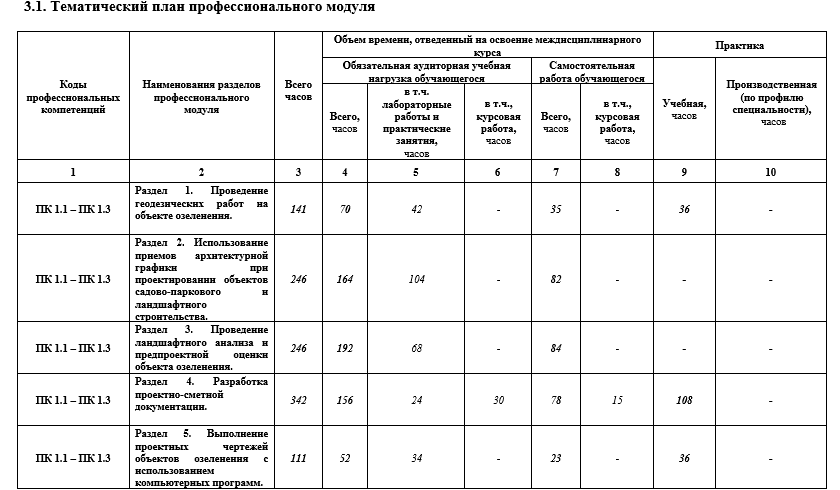 3.1. Тематический план профессионального модуля
Объем времени, отведенный на освоение междисциплинарного
курса
Практика
Обязательная аудиторная учебная
нагрузка обучающегося
Самостоятельная
работа обучающегося
Коды
профессиональных
компетенций
Наименования разделов
профессионального
модуля
Всего
часов
Всего,
часов
в т.ч.
лабораторные
работы и
практические
занятия,
часов
в т.ч.,
курсовая
работа,
часов
Всего,
часов
в т.ч.,
курсовая
работа,
часов
Учебная,
часов
Производственная
(по профилю
специальности),
часов
1 2 3 4 5 6 7 8 9 10
ПК 1.1 – ПК 1.3
Раздел 1. Проведение
геодезических работ на
объекте озеленения.
141 70 42 - 35 - 36 -
ПК 1.1 – ПК 1.3
Раздел 2. Использование
приемов архитектурной
графики при
проектировании объектов
садово-паркового и
ландшафтного
строительства.
246 164 104 - 82 - - -
ПК 1.1 – ПК 1.3
Раздел 3. Проведение
ландшафтного анализа и
предпроектной оценки
объекта озеленения.
246 192 68 - 84 - - -
ПК 1.1 – ПК 1.3
Раздел 4. Разработка
проектно-сметной
документации.
342 156 24 30 78 15 108 -
ПК 1.1 – ПК 1.3
Раздел 5. Выполнение
проектных чертежей
объектов озеленения с
использованием
компьютерных программ.
111 52 34 - 23 - 36 -